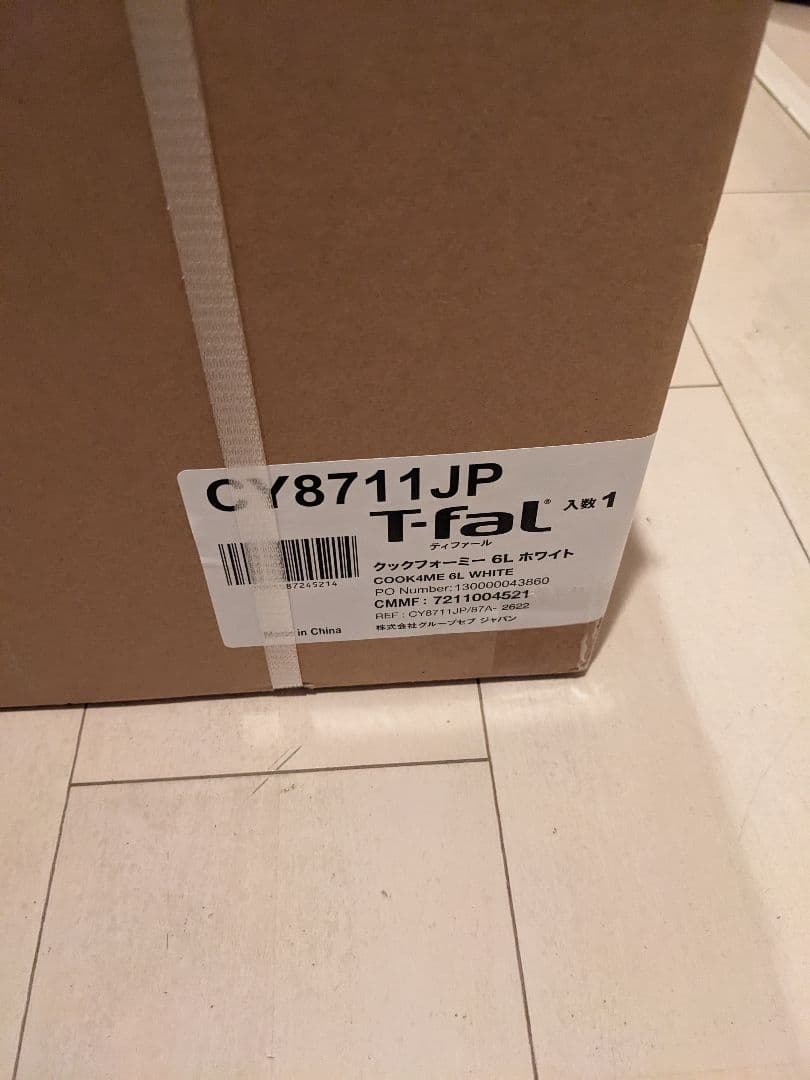 CY8711JP
T-fal® 入数 1
ティファール
クックフォーミー 6L ホワイト
COOK4ME 6L WHITE
PO Number: 130000043860
CMMF : 7211004521
REF : CY8711JP/87A- 2622
株式会社グループセブ ジャパン
87245214
Made in China